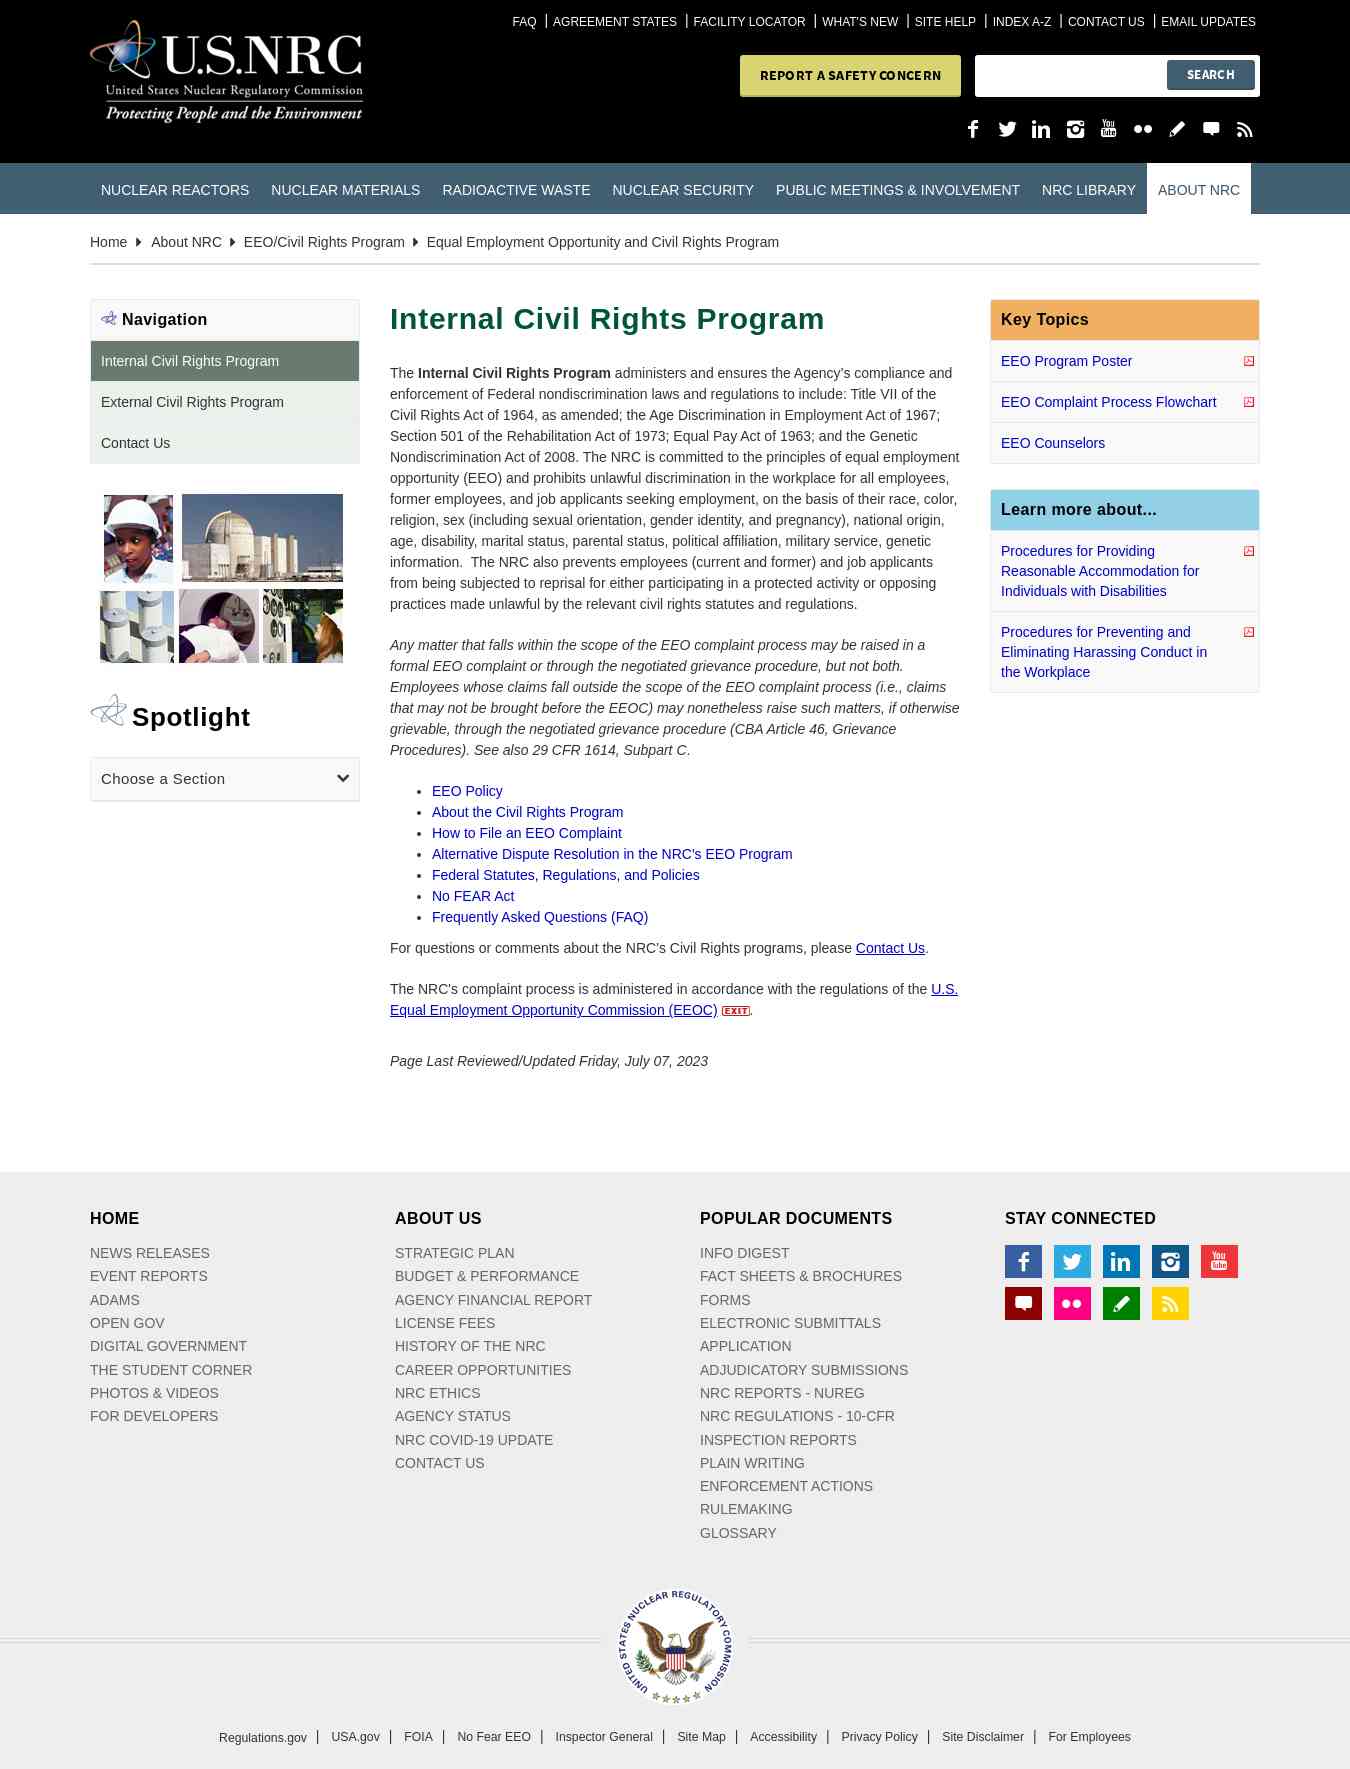 FAQ | AGREEMENT STATES | FACILITY LOCATOR | WHAT'S NEW | SITE HELP | INDEX A-Z | CONTACT US | EMAIL UPDATES
U.S.NRC
United States Nuclear Regulatory Commission
Protecting People and the Environment
REPORT A SAFETY CONCERN
SEARCH
NUCLEAR REACTORS NUCLEAR MATERIALS RADIOACTIVE WASTE NUCLEAR SECURITY PUBLIC MEETINGS & INVOLVEMENT NRC LIBRARY ABOUT NRC
Home About NRC EEO/Civil Rights Program Equal Employment Opportunity and Civil Rights Program
Navigation
Internal Civil Rights Program
External Civil Rights Program
Contact Us
Spotlight
Choose a Section
Internal Civil Rights Program
The Internal Civil Rights Program administers and ensures the Agency's compliance and
enforcement of Federal nondiscrimination laws and regulations to include: Title VII of the
Civil Rights Act of 1964, as amended; the Age Discrimination in Employment Act of 1967;
Section 501 of the Rehabilitation Act of 1973; Equal Pay Act of 1963; and the Genetic
Nondiscrimination Act of 2008. The NRC is committed to the principles of equal employment
opportunity (EEO) and prohibits unlawful discrimination in the workplace for all employees,
former employees, and job applicants seeking employment, on the basis of their race, color,
religion, sex (including sexual orientation, gender identity, and pregnancy), national origin,
age, disability, marital status, parental status, political affiliation, military service, genetic
information.  The NRC also prevents employees (current and former) and job applicants
from being subjected to reprisal for either participating in a protected activity or opposing
practices made unlawful by the relevant civil rights statutes and regulations.
Any matter that falls within the scope of the EEO complaint process may be raised in a
formal EEO complaint or through the negotiated grievance procedure, but not both.
Employees whose claims fall outside the scope of the EEO complaint process (i.e., claims
that may not be brought before the EEOC) may nonetheless raise such matters, if otherwise
grievable, through the negotiated grievance procedure (CBA Article 46, Grievance
Procedures). See also 29 CFR 1614, Subpart C.
EEO Policy
About the Civil Rights Program
How to File an EEO Complaint
Alternative Dispute Resolution in the NRC's EEO Program
Federal Statutes, Regulations, and Policies
No FEAR Act
Frequently Asked Questions (FAQ)
For questions or comments about the NRC's Civil Rights programs, please Contact Us.
The NRC's complaint process is administered in accordance with the regulations of the U.S.
Equal Employment Opportunity Commission (EEOC) EXIT.
Page Last Reviewed/Updated Friday, July 07, 2023
Key Topics
EEO Program Poster
EEO Complaint Process Flowchart
EEO Counselors
Learn more about...
Procedures for Providing
Reasonable Accommodation for
Individuals with Disabilities
Procedures for Preventing and
Eliminating Harassing Conduct in
the Workplace
HOME
NEWS RELEASES
EVENT REPORTS
ADAMS
OPEN GOV
DIGITAL GOVERNMENT
THE STUDENT CORNER
PHOTOS & VIDEOS
FOR DEVELOPERS
ABOUT US
STRATEGIC PLAN
BUDGET & PERFORMANCE
AGENCY FINANCIAL REPORT
LICENSE FEES
HISTORY OF THE NRC
CAREER OPPORTUNITIES
NRC ETHICS
AGENCY STATUS
NRC COVID-19 UPDATE
CONTACT US
POPULAR DOCUMENTS
INFO DIGEST
FACT SHEETS & BROCHURES
FORMS
ELECTRONIC SUBMITTALS
APPLICATION
ADJUDICATORY SUBMISSIONS
NRC REPORTS - NUREG
NRC REGULATIONS - 10-CFR
INSPECTION REPORTS
PLAIN WRITING
ENFORCEMENT ACTIONS
RULEMAKING
GLOSSARY
STAY CONNECTED
You Tube
UNITED STATES NUCLEAR REGULATORY COMMISSION
Regulations.gov | USA.gov | FOIA | No Fear EEO | Inspector General | Site Map | Accessibility | Privacy Policy | Site Disclaimer | For Employees